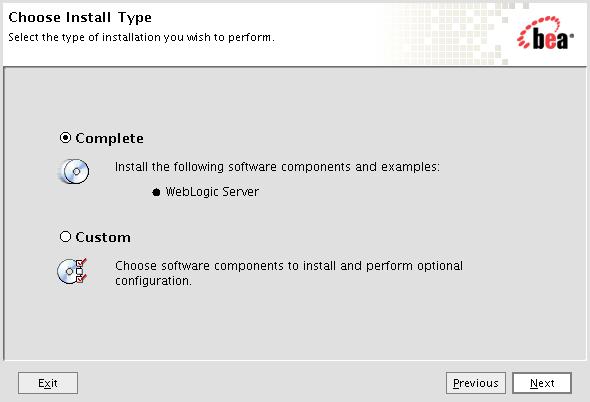 Choose Install Type
Select the type of installation you wish to perform.
bea
Complete
Install the following software components and examples:
WebLogic Server
Custom
Choose software components to install and perform optional
configuration.
Exit
Previous
Next